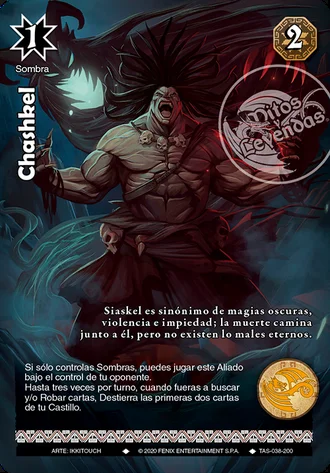 1
2
Sombra
Chashkel
Mitos
y
Leyendas
Siaskel es sinónimo de magias oscuras,
violencia e impiedad; la muerte camina
junto a él, pero no existen lo males eternos.
Si sólo controlas Sombras, puedes jugar este Aliado
bajo el control de tu oponente.
Hasta tres veces por turno, cuando fueras a buscar
y/o Robar cartas, Destierra las primeras dos cartas
de tu Castillo.
ARTE: IKKITOUCH ◆ © 2020 FENIX ENTERTAINMENT S.P.A. ◆ TAS-038-200